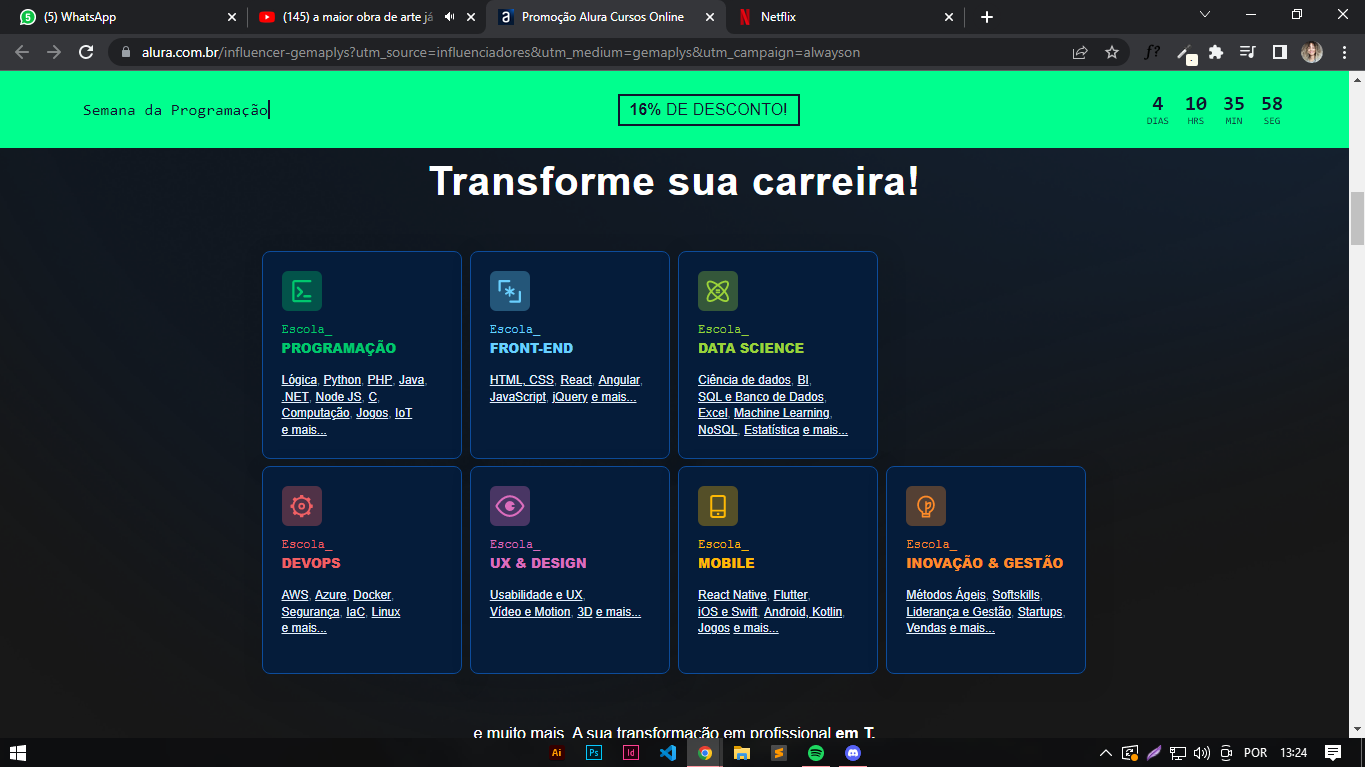 (5) WhatsApp
(145) a maior obra de arte já
Promoção Alura Cursos Online
Netflix
alura.com.br/influencer-gemaplys?utm_source=influenciadores&utm_medium=gemaplys&utm_campaign=alwayson
f?
Semana da Programação
16% DE DESCONTO!
4 10 35 58
DIAS HRS MIN SEG
Transforme sua carreira!
Escola_
PROGRAMAÇÃO
Lógica, Python, PHP, Java,
.NET, Node JS, C,
Computação, Jogos, IoT
e mais...
Escola_
FRONT-END
HTML, CSS, React, Angular,
JavaScript, jQuery e mais...
Escola_
DATA SCIENCE
Ciência de dados, BI,
SQL e Banco de Dados,
Excel, Machine Learning,
NoSQL, Estatística e mais...
Escola_
DEVOPS
AWS, Azure, Docker,
Segurança, IaC, Linux
e mais...
Escola_
UX & DESIGN
Usabilidade e UX,
Vídeo e Motion, 3D e mais...
Escola_
MOBILE
React Native, Flutter,
iOS e Swift, Android, Kotlin,
Jogos e mais...
Escola_
INOVAÇÃO & GESTÃO
Métodos Ágeis, Softskills,
Liderança e Gestão, Startups,
Vendas e mais...
e muito mais. A sua transformação em profissional em T.
Ai Ps Id
POR 13:24